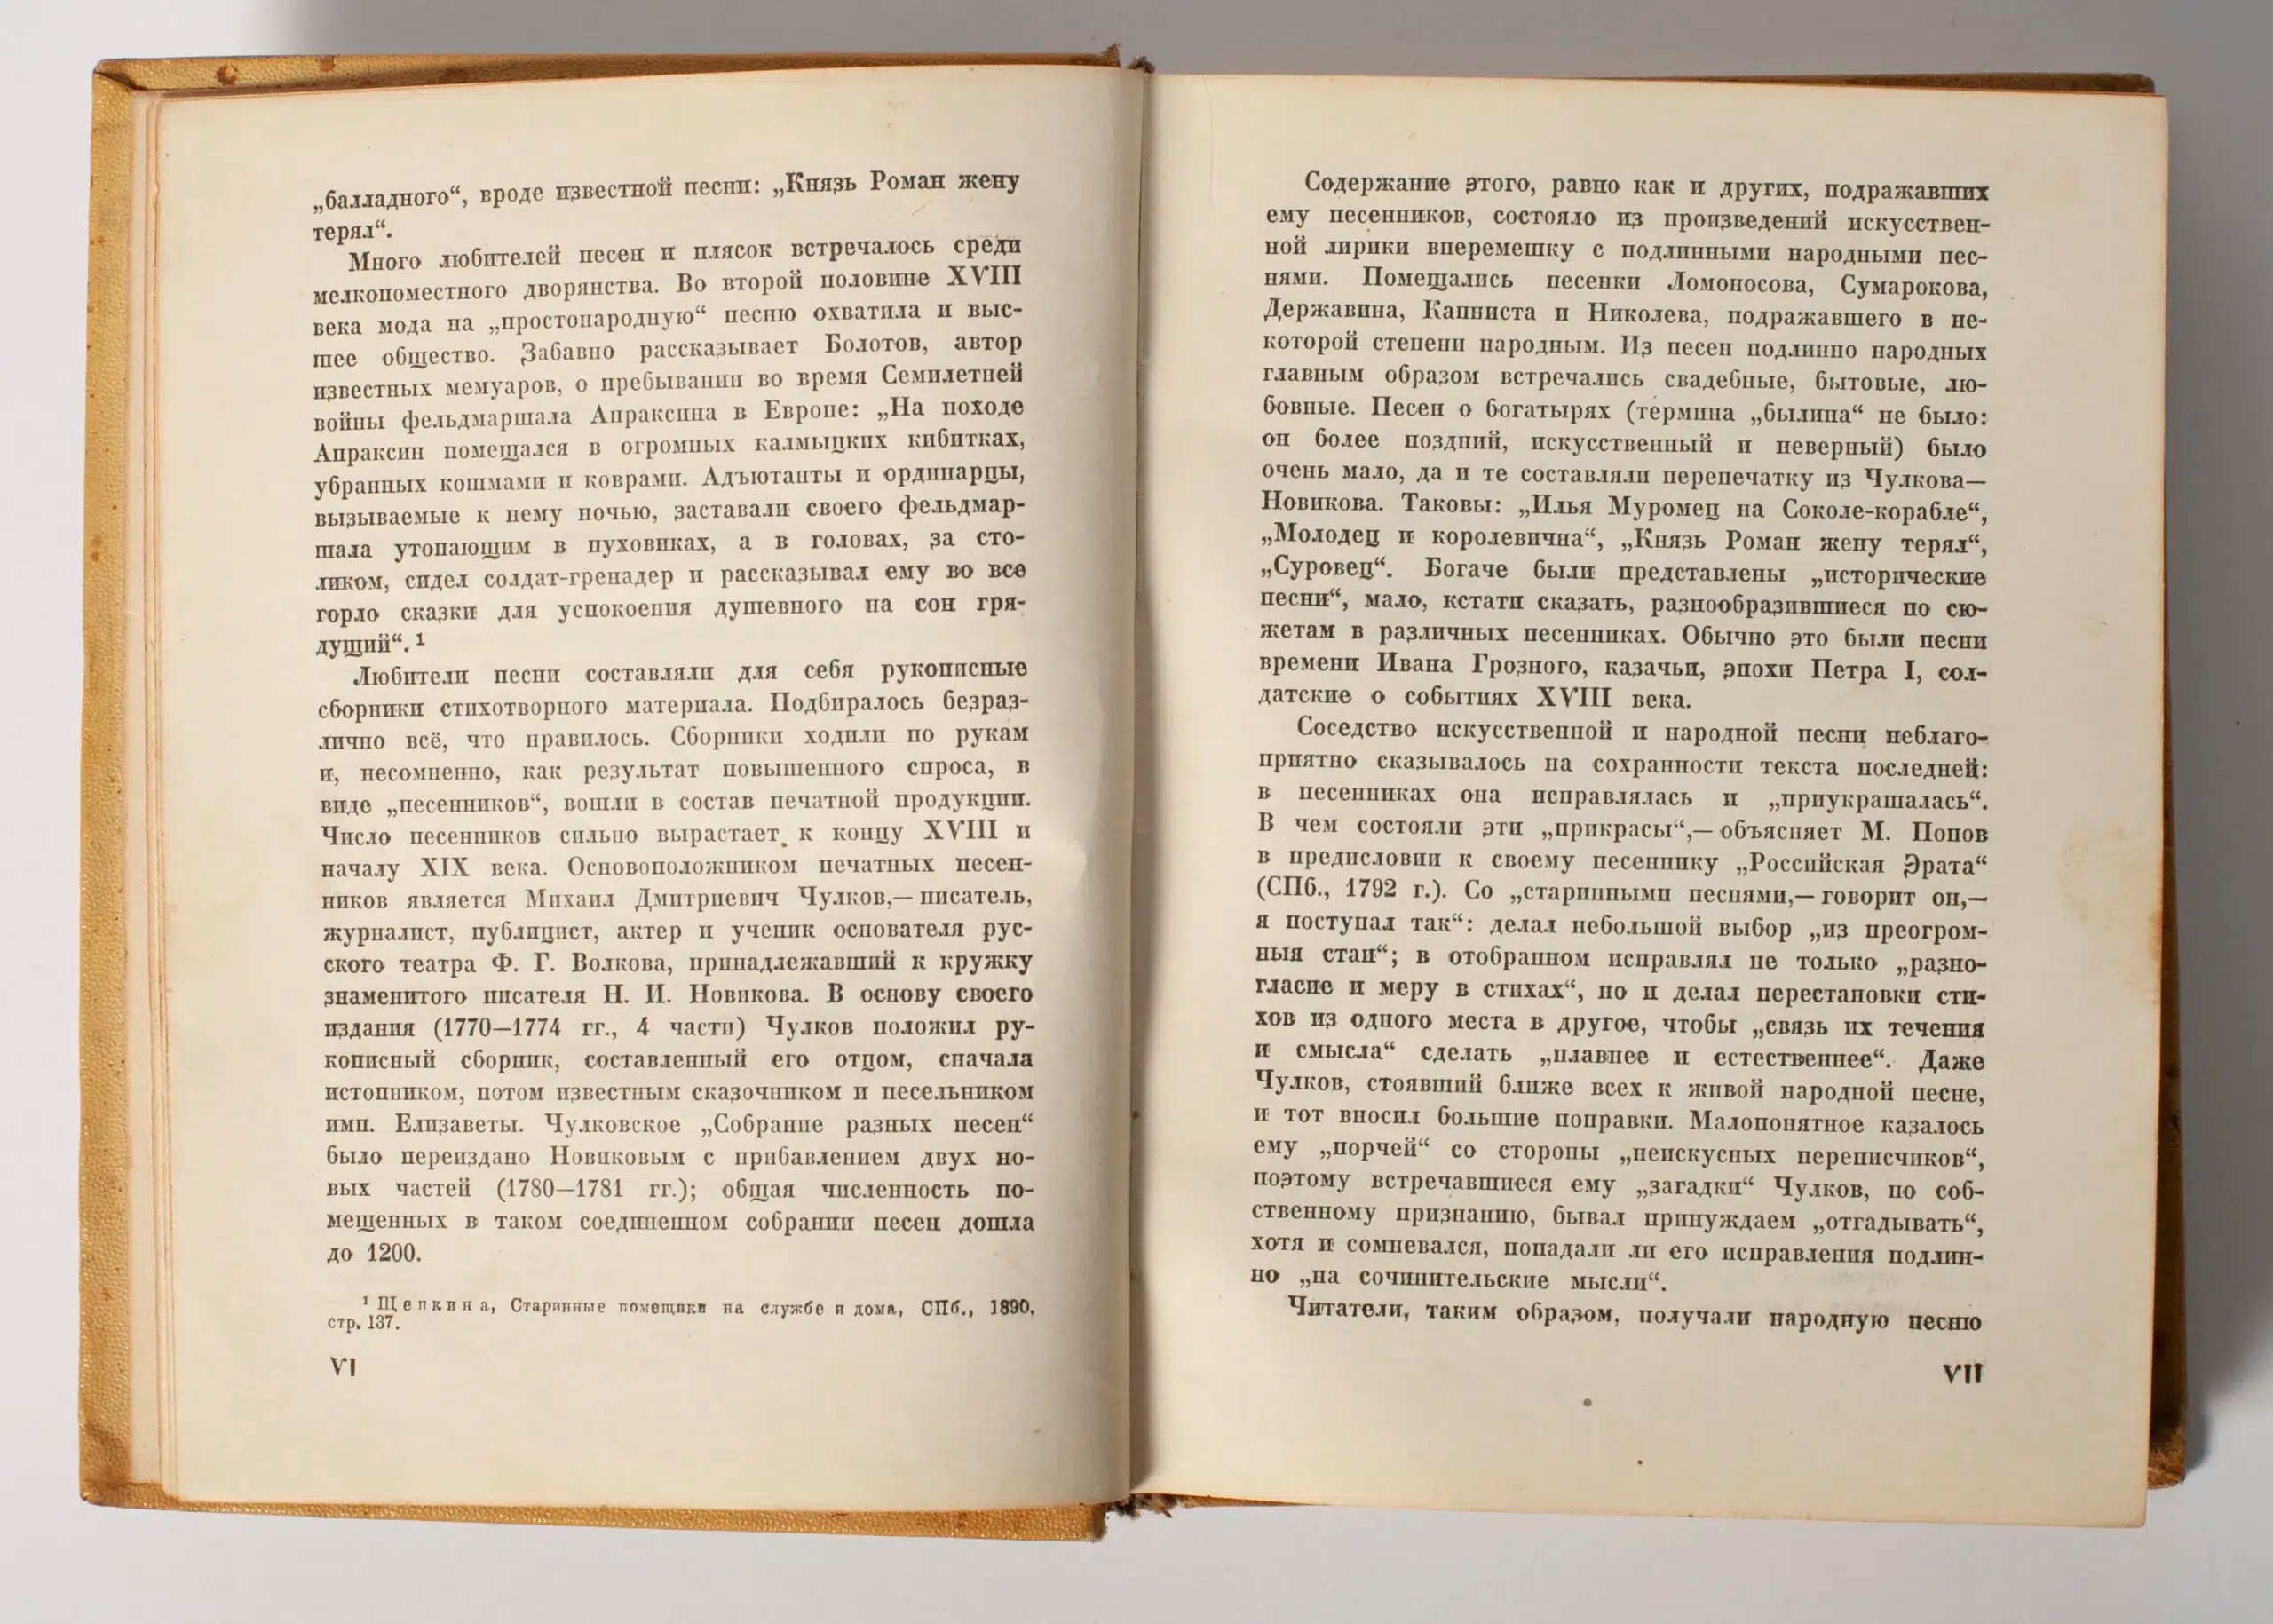 „балладного“, вроде известной песни: „Князь Роман жену
терял“.
Много любителей песен и плясок встречалось среди
мелкопоместного дворянства. Во второй половине XVIII
века мода на „простонародную“ песню охватила и выс-
шее общество. Забавно рассказывает Болотов, автор
известных мемуаров, о пребывании во время Семилетней
войны фельдмаршала Апраксина в Европе: „На походе
Апраксин помещался в огромных калмыцких кибитках,
убранных кошмами и коврами. Адъютанты и ординарцы,
вызываемые к нему ночью, заставали своего фельдмар-
шала утопающим в пуховиках, а в головах, за сто-
ликом, сидел солдат-гренадер и рассказывал ему во все
горло сказки для успокоения душевного на сон гря-
дущий“. ¹
Любители песни составляли для себя рукописные
сборники стихотворного материала. Подбиралось безраз-
лично всё, что нравилось. Сборники ходили по рукам
и, несомненно, как результат повышенного спроса, в
виде „песенников“, вошли в состав печатной продукции.
Число песенников сильно вырастает к концу XVIII и
началу XIX века. Основоположником печатных песен-
ников является Михаил Дмитриевич Чулков,— писатель,
журналист, публицист, актер и ученик основателя рус-
ского театра Ф. Г. Волкова, принадлежавший к кружку
знаменитого писателя Н. И. Новикова. В основу своего
издания (1770—1774 гг., 4 части) Чулков положил ру-
кописный сборник, составленный его отцом, сначала
истопником, потом известным сказочником и песельником
имп. Елизаветы. Чулковское „Собрание разных песен“
было переиздано Новиковым с прибавлением двух но-
вых частей (1780—1781 гг.); общая численность по-
мещенных в таком соединенном собрании песен дошла
до 1200.
¹ Щепкина, Старинные помещики на службе и дома, СПб., 1890,
стр. 137.
VI
Содержание этого, равно как и других, подражавших
ему песенников, состояло из произведений искусствен-
ной лирики вперемешку с подлинными народными пес-
нями. Помещались песенки Ломоносова, Сумарокова,
Державина, Капниста и Николева, подражавшего в не-
которой степени народным. Из песен подлинно народных
главным образом встречались свадебные, бытовые, лю-
бовные. Песен о богатырях (термина „былина“ не было:
он более поздний, искусственный и неверный) было
очень мало, да и те составляли перепечатку из Чулкова—
Новикова. Таковы: „Илья Муромец на Соколе-корабле“,
„Молодец и королевична“, „Князь Роман жену терял“,
„Суровец“. Богаче были представлены „исторические
песни“, мало, кстати сказать, разнообразившиеся по сю-
жетам в различных песенниках. Обычно это были песни
времени Ивана Грозного, казачьи, эпохи Петра I, сол-
датские о событиях XVIII века.
Соседство искусственной и народной песни неблаго-
приятно сказывалось на сохранности текста последней:
в песенниках она исправлялась и „приукрашалась“.
В чем состояли эти „прикрасы“,— объясняет М. Попов
в предисловии к своему песеннику „Российская Эрата“
(СПб., 1792 г.). Со „старинными песнями,— говорит он,—
я поступал так“: делал небольшой выбор „из преогром-
ныя стаи“; в отобранном исправлял не только „разно-
гласие и меру в стихах“, но и делал перестановки сти-
хов из одного места в другое, чтобы „связь их течения
и смысла“ сделать „плавнее и естественнее“. Даже
Чулков, стоявший ближе всех к живой народной песне,
и тот вносил большие поправки. Малопонятное казалось
ему „порчей“ со стороны „неискусных переписчиков“,
поэтому встречавшиеся ему „загадки“ Чулков, по соб-
ственному признанию, бывал принуждаем „отгадывать“,
хотя и сомневался, попадали ли его исправления подлин-
но „на сочинительские мысли“.
Читатели, таким образом, получали народную песню
VII